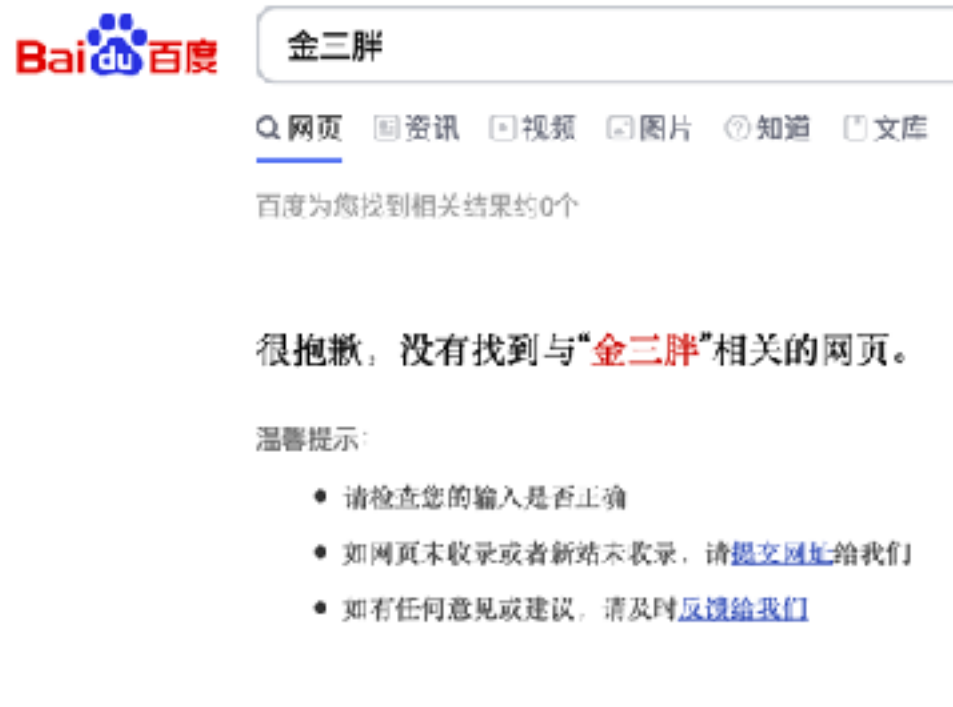 Bai du 百度
金三胖
网页 资讯 视频 图片 知道 文库
百度为您找到相关结果约0个
很抱歉，没有找到与“金三胖”相关的网页。
温馨提示：
请检查您的输入是否正确
如网页未收录或者新站未收录，请提交网址给我们
如有任何意见或建议，请及时反馈给我们